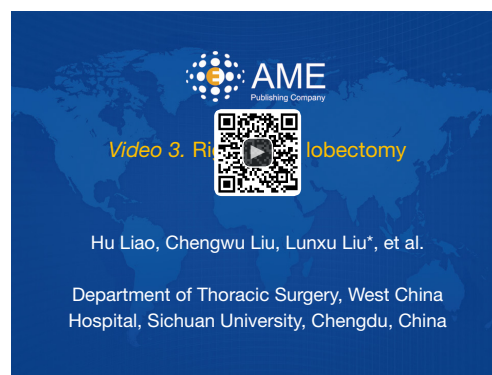 E AME
Publishing Company
Video 3. Ri lobectomy
Hu Liao, Chengwu Liu, Lunxu Liu*, et al.
Department of Thoracic Surgery, West China
Hospital, Sichuan University, Chengdu, China